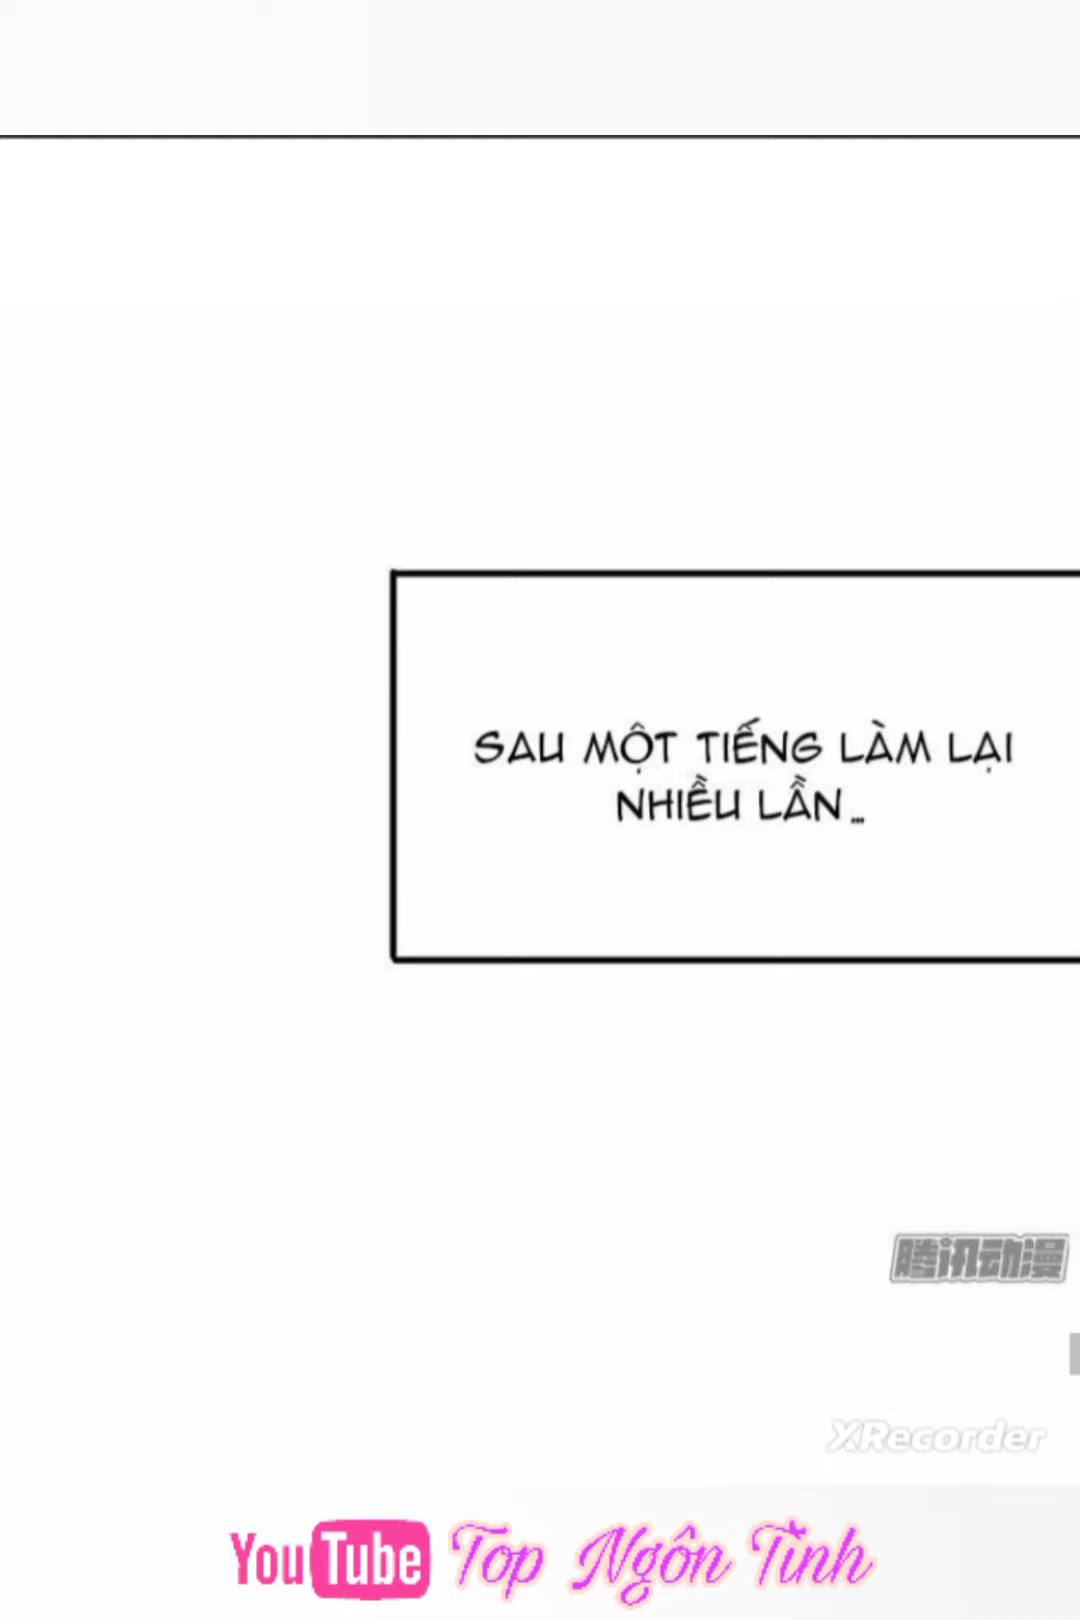 SAU MỘT TIẾNG LÀM LẠI
NHIỀU LẦN...
腾讯动漫
XRecorder
YouTube Top Ngôn Tình